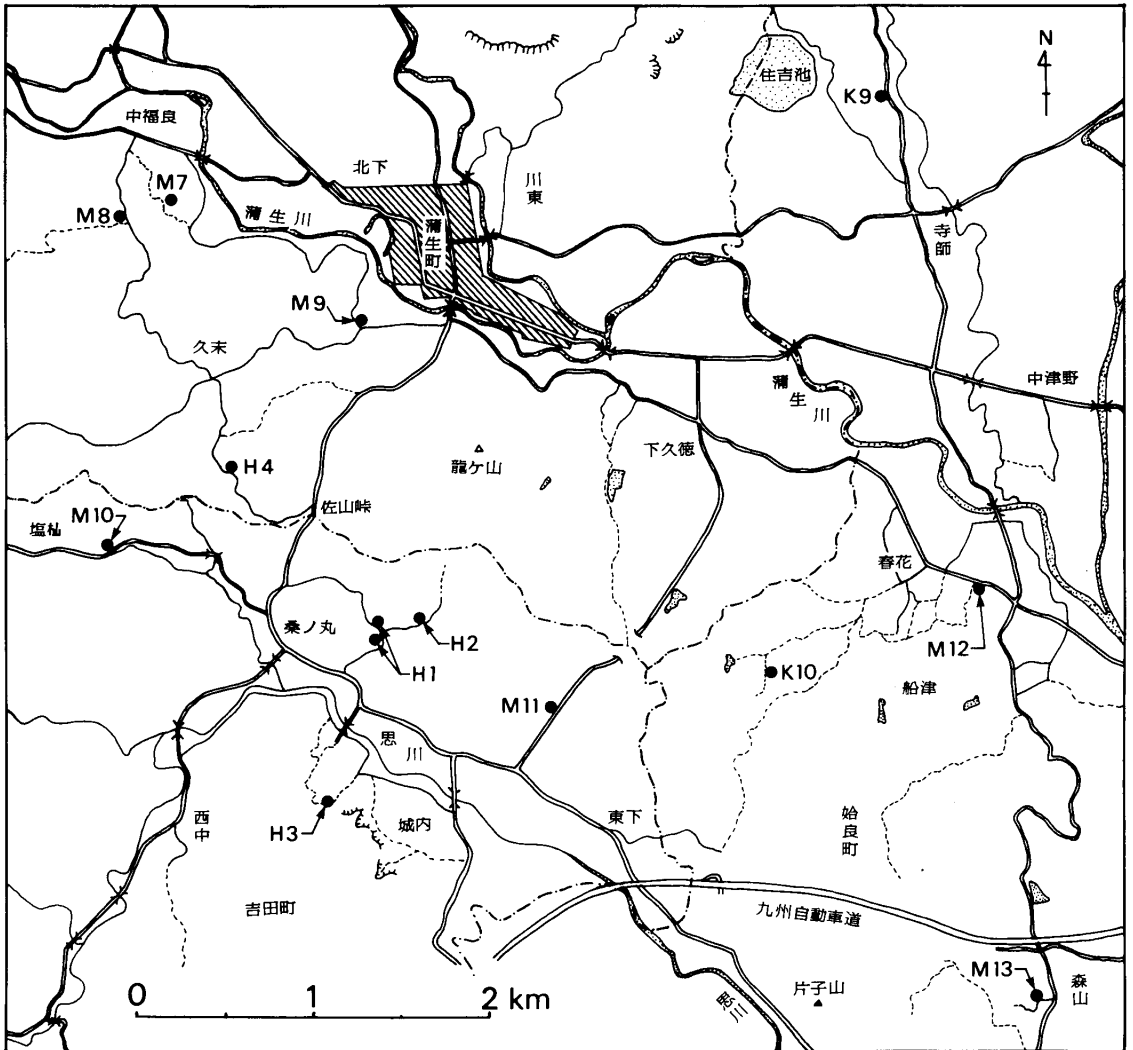 N
住吉池
K9
中福良
北下
川東
M7
M8
蒲生川
蒲生町
寺師
M9
久末
中津野
蒲生川
下久徳
龍ケ山
H4
佐山峠
塩杣
M10
春花
桑ノ丸
H2
H1
M12
K10
船津
M11
思川
西中
H3
城内
東下
姶良町
吉田町
九州自動車道
0 1 2 km
思川
片子山
M13
森山